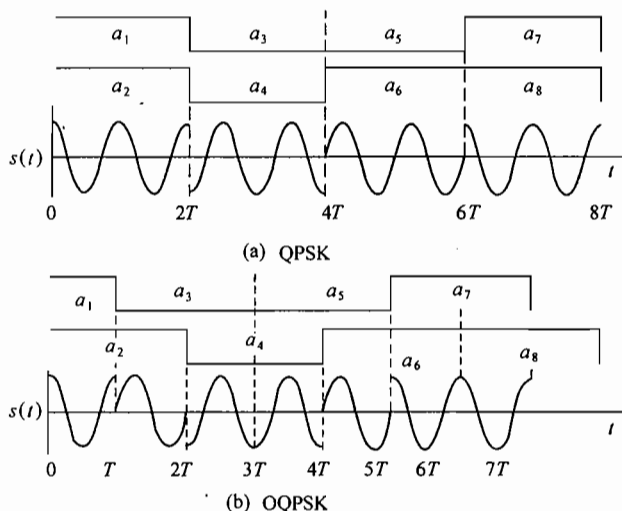 a1 a3 a5 a7
a2 a4 a6 a8
s(t)
t
0 2T 4T 6T 8T
(a) QPSK
a1 a3 a5 a7
a2 a4 a6 a8
s(t)
t
0 T 2T 3T 4T 5T 6T 7T
(b) OQPSK